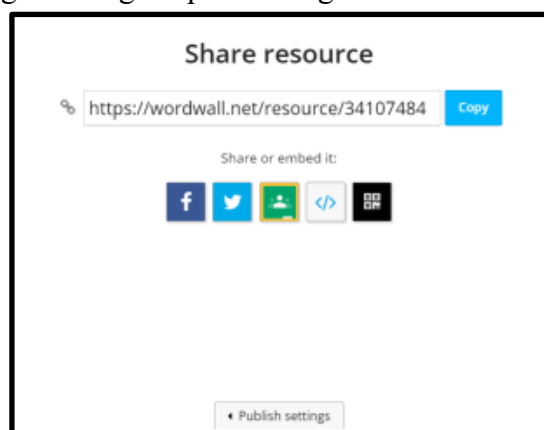 Share resource
https://wordwall.net/resource/34107484 Copy
Share or embed it:
f
</> 
Publish settings